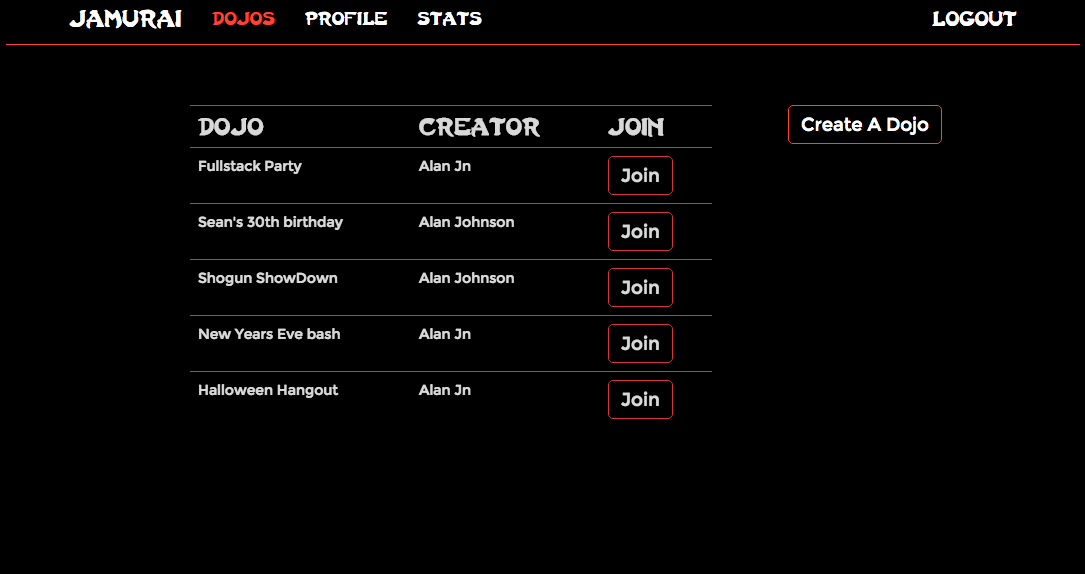 JAMURAI DOJOS PROFILE STATS LOGOUT
DOJO CREATOR JOIN Create A Dojo
Fullstack Party Alan Jn Join
Sean's 30th birthday Alan Johnson Join
Shogun ShowDown Alan Johnson Join
New Years Eve bash Alan Jn Join
Halloween Hangout Alan Jn Join